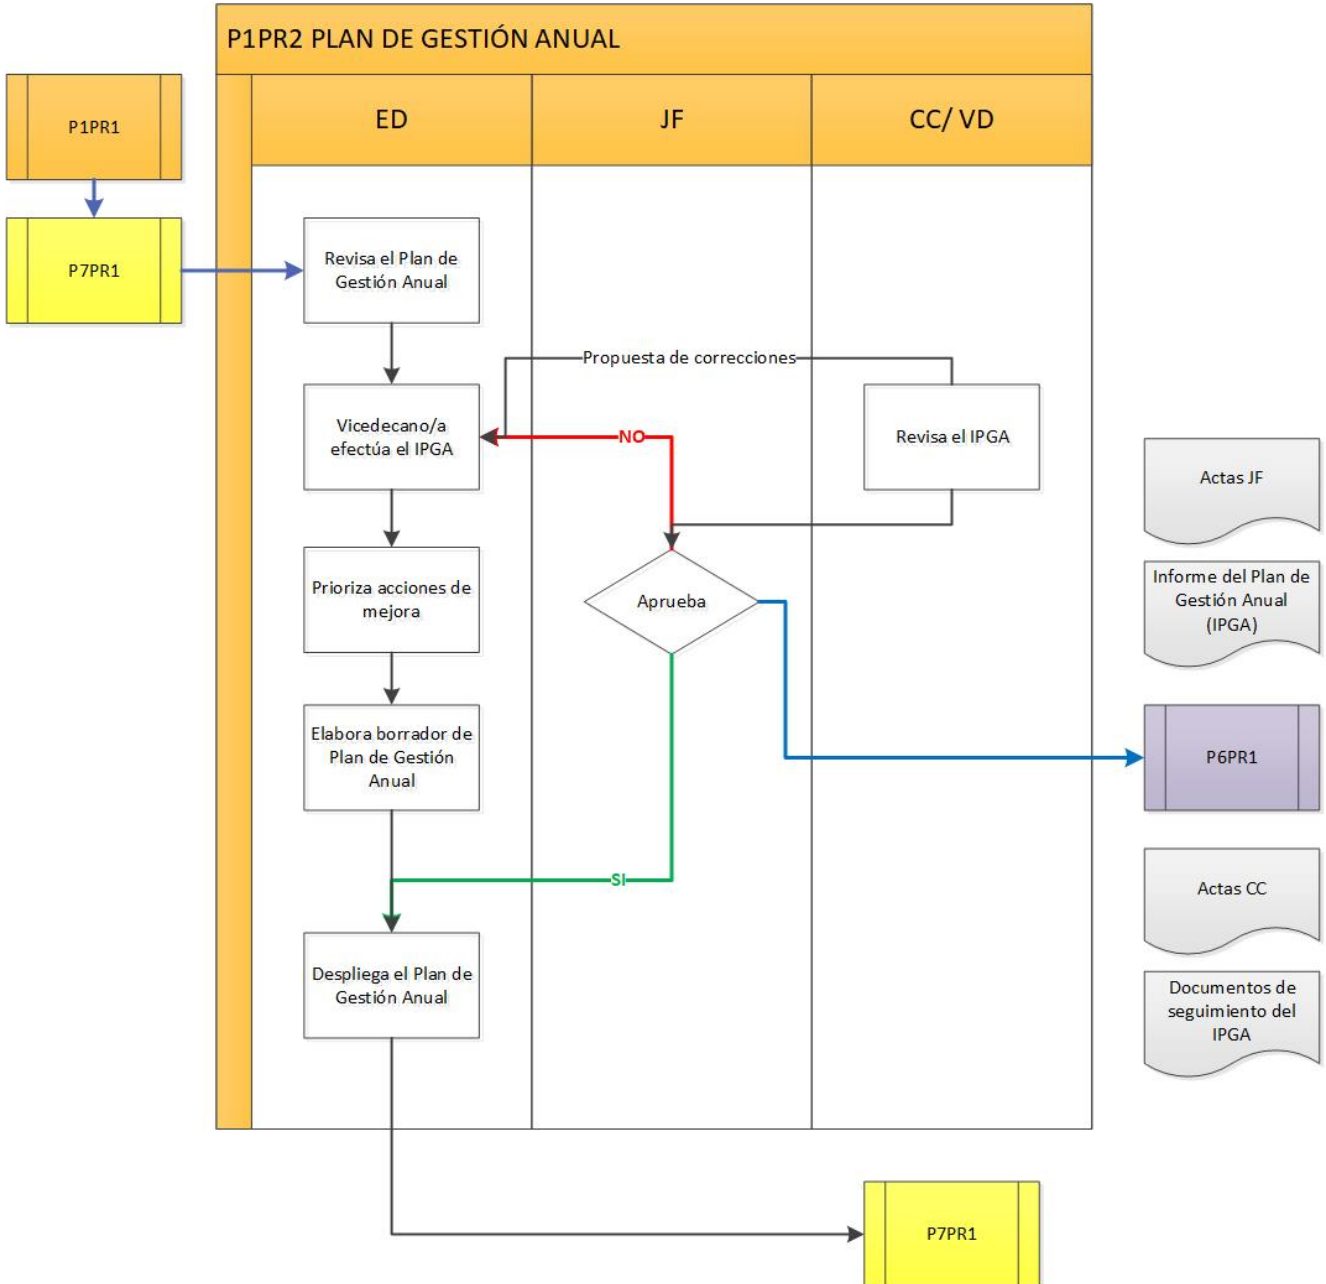 P1PR2 PLAN DE GESTIÓN ANUAL
ED
JF
CC/ VD
P1PR1
P7PR1
Revisa el Plan de
Gestión Anual
Propuesta de correcciones
Vicedecano/a
efectúa el IPGA
NO
Revisa el IPGA
Actas JF
Prioriza acciones de
mejora
Aprueba
Informe del Plan de
Gestión Anual
(IPGA)
Elabora borrador de
Plan de Gestión
Anual
P6PR1
SI
Actas CC
Despliega el Plan de
Gestión Anual
Documentos de
seguimiento del
IPGA
P7PR1